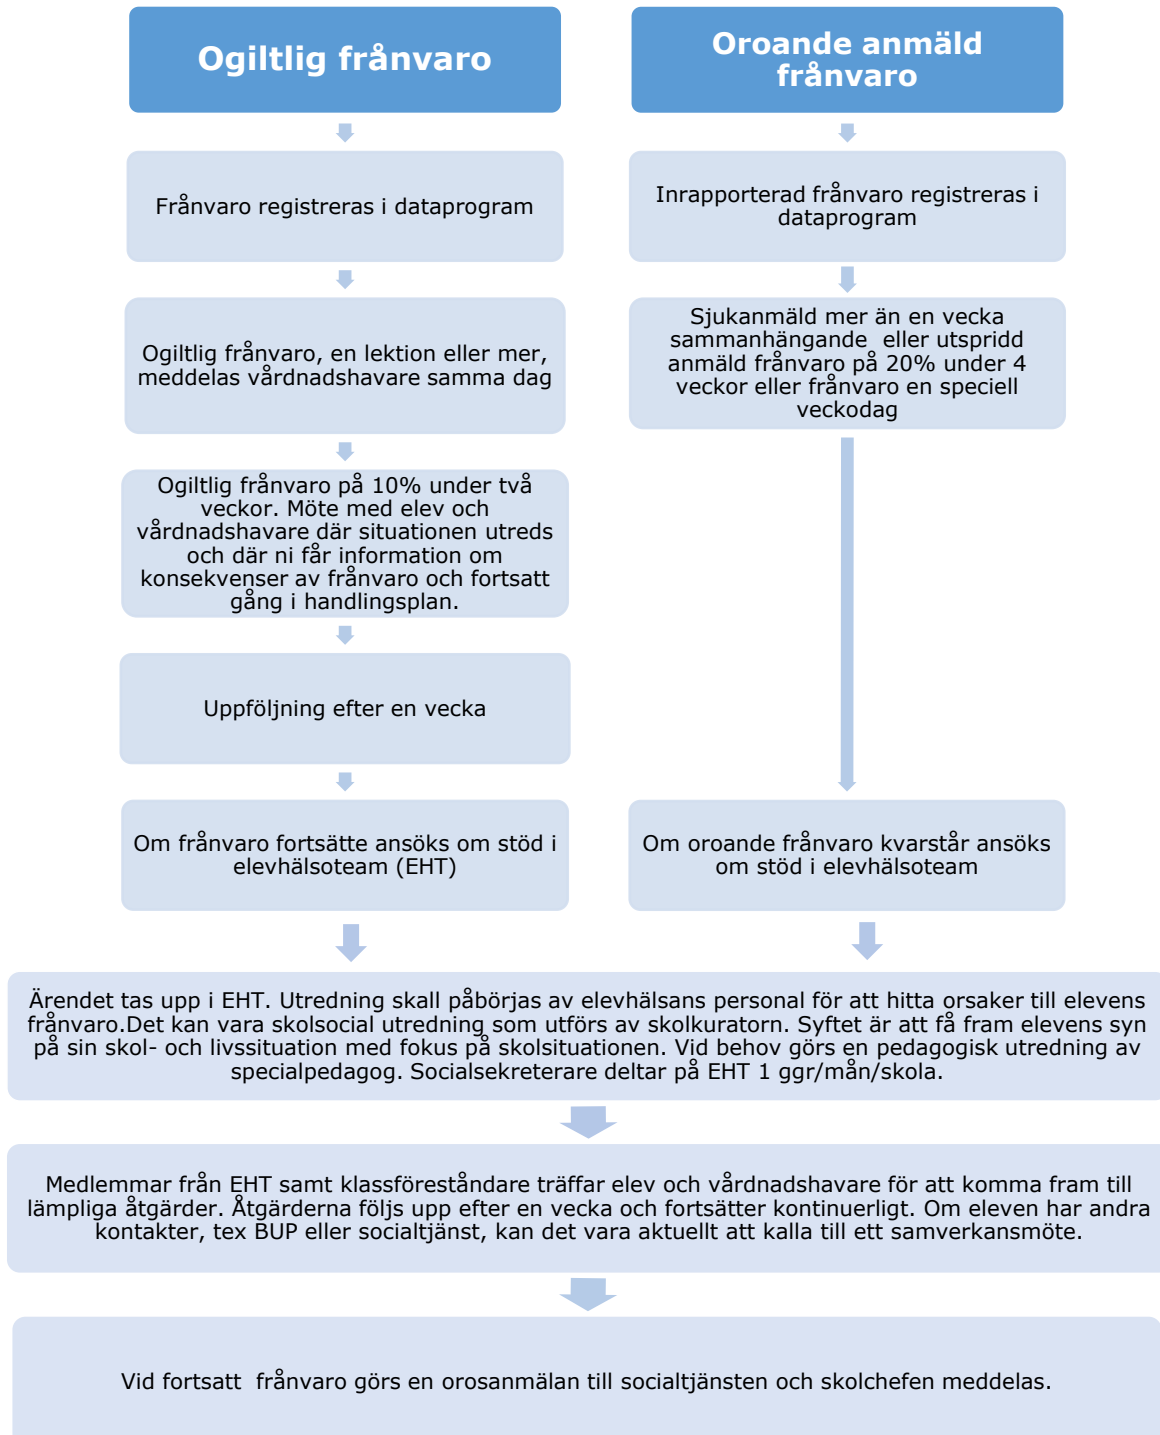 Ogiltlig frånvaro
Frånvaro registreras i dataprogram
Ogiltlig frånvaro, en lektion eller mer,
meddelas vårdnadshavare samma dag
Ogiltlig frånvaro på 10% under två
veckor. Möte med elev och
vårdnadshavare där situationen utreds
och där ni får information om
konsekvenser av frånvaro och fortsatt
gång i handlingsplan.
Uppföljning efter en vecka
Om frånvaro fortsätte ansöks om stöd i
elevhälsoteam (EHT)
Oroande anmäld
frånvaro
Inrapporterad frånvaro registreras i
dataprogram
Sjukanmäld mer än en vecka
sammanhängande  eller utspridd
anmäld frånvaro på 20% under 4
veckor eller frånvaro en speciell
veckodag
Om oroande frånvaro kvarstår ansöks
om stöd i elevhälsoteam
Ärendet tas upp i EHT. Utredning skall påbörjas av elevhälsans personal för att hitta orsaker till elevens
frånvaro.Det kan vara skolsocial utredning som utförs av skolkuratorn. Syftet är att få fram elevens syn
på sin skol- och livssituation med fokus på skolsituationen. Vid behov görs en pedagogisk utredning av
specialpedagog. Socialsekreterare deltar på EHT 1 ggr/mån/skola.
Medlemmar från EHT samt klassföreståndare träffar elev och vårdnadshavare för att komma fram till
lämpliga åtgärder. Åtgärderna följs upp efter en vecka och fortsätter kontinuerligt. Om eleven har andra
kontakter, tex BUP eller socialtjänst, kan det vara aktuellt att kalla till ett samverkansmöte.
Vid fortsatt  frånvaro görs en orosanmälan till socialtjänsten och skolchefen meddelas.